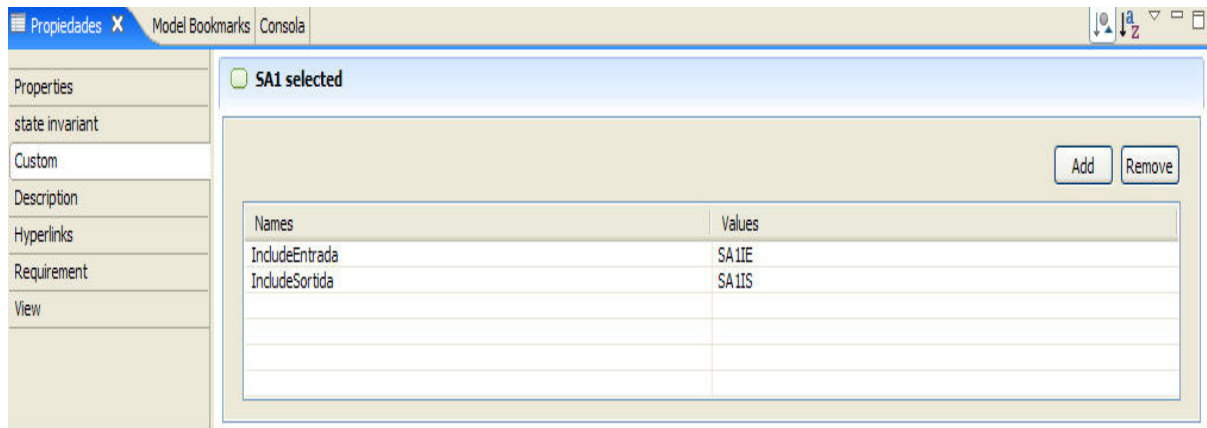 Propiedades X Model Bookmarks Consola
SA1 selected
Properties
state invariant
Custom
Description
Hyperlinks
Requirement
View
Add Remove
Names Values
IncludeEntrada SA1IE
IncludeSortida SA1IS